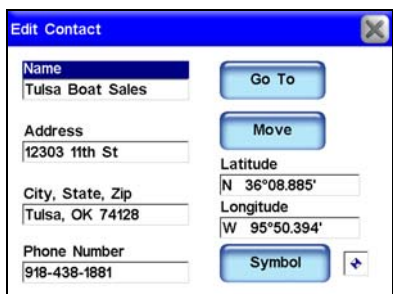 Edit Contact
Name
Tulsa Boat Sales
Go To
Address
12303 11th St
Move
Latitude
N 36°08.885'
City, State, Zip
Tulsa, OK 74128
Longitude
W 95°50.394'
Phone Number
918-438-1881
Symbol